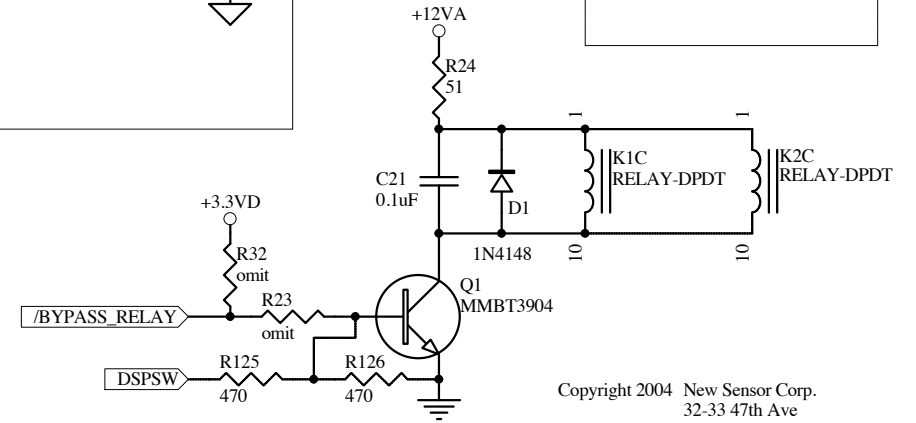 +12VA
R24
51
1
1
K1C
RELAY-DPDT
K2C
RELAY-DPDT
C21
0.1uF
D1
1N4148
10
10
+3.3VD
R32
omit
/BYPASS_RELAY
R23
omit
Q1
MMBT3904
DSPSW
R125
470
R126
470
Copyright 2004 New Sensor Corp.
32-33 47th Ave